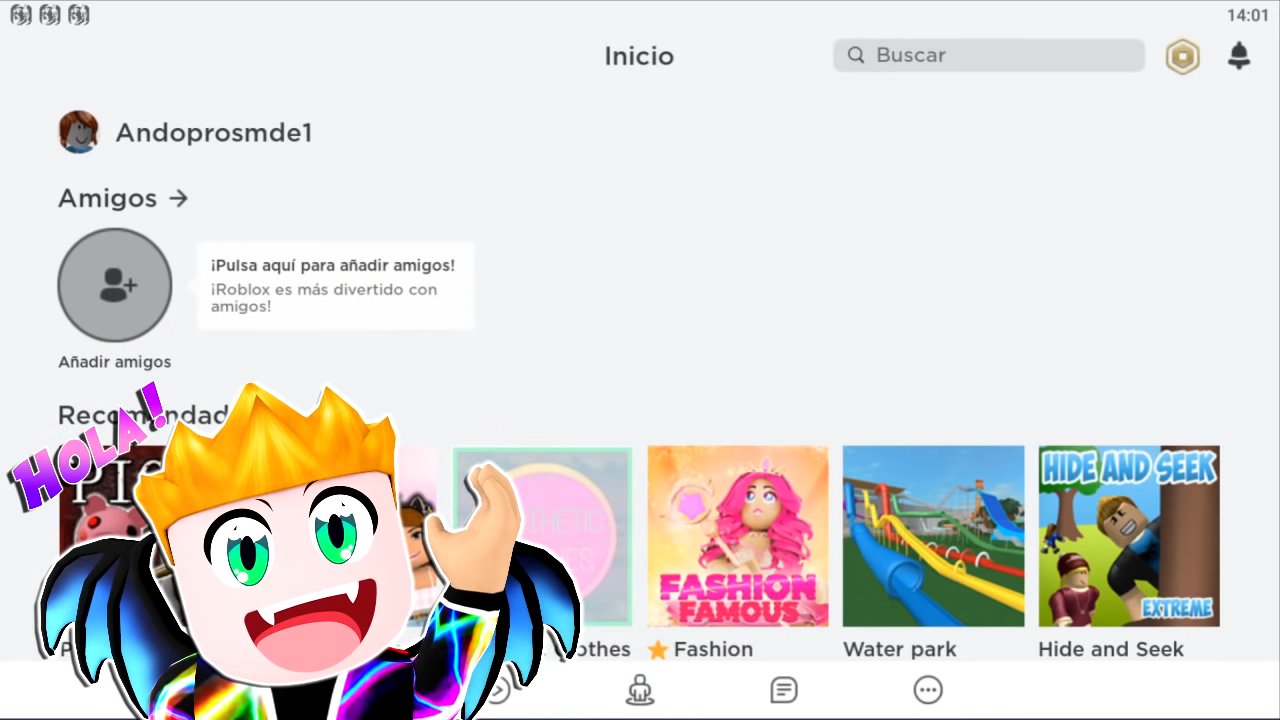 14:01
Inicio
Buscar
Andoprosmde1
Amigos
¡Pulsa aquí para añadir amigos!
¡Roblox es más divertido con
amigos!
Añadir amigos
HOLA!
FASHION
FAMOUS
HIDE AND SEEK
EXTREME
Fashion
Water park
Hide and Seek